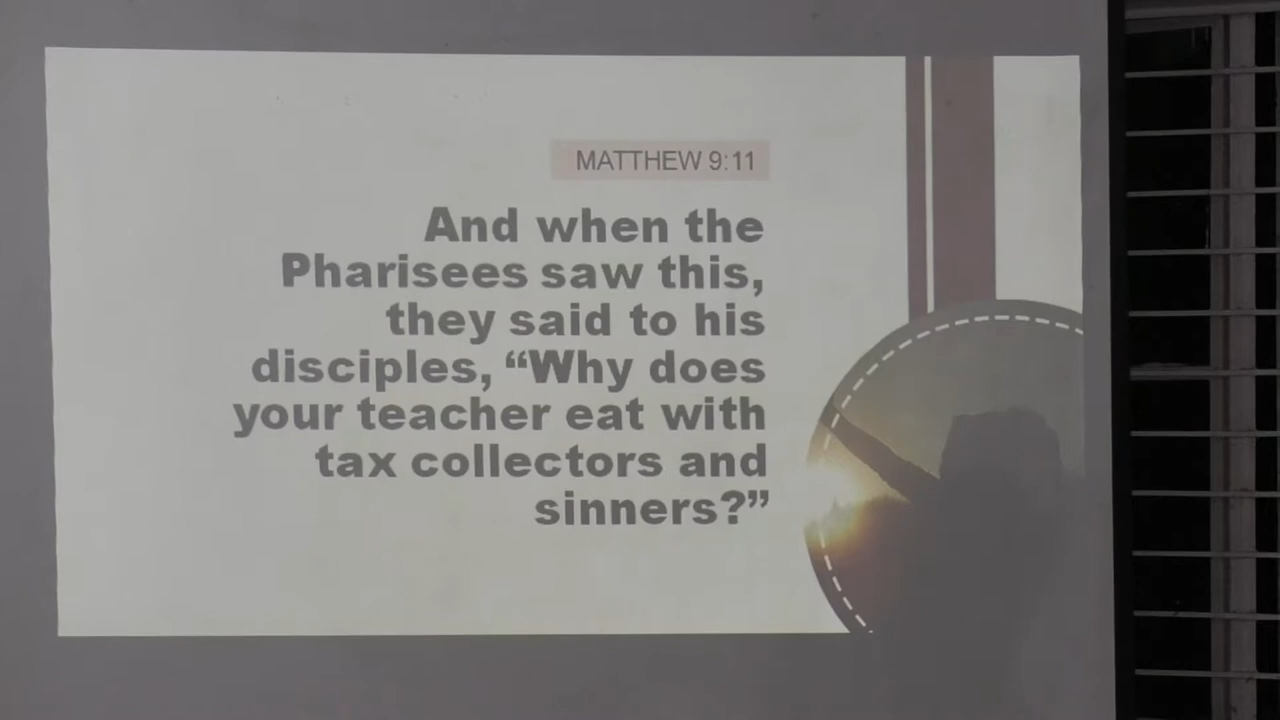 MATTHEW 9:11
And when the
Pharisees saw this,
they said to his
disciples, “Why does
your teacher eat with
tax collectors and
sinners?”